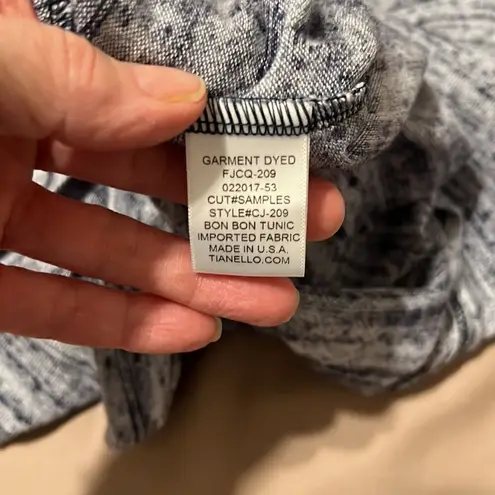 GARMENT DYED
FJCQ-209
022017-53
CUT#SAMPLES
STYLE#CJ-209
BON BON TUNIC
IMPORTED FABRIC
MADE IN U.S.A.
TIANELLO.COM